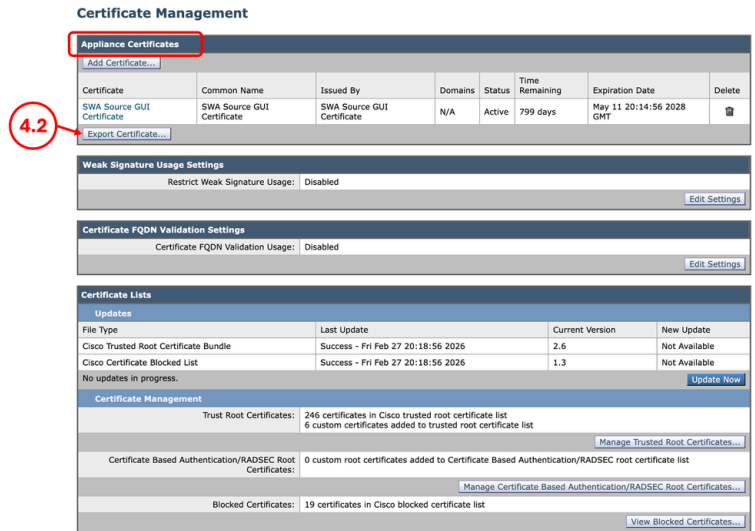 Certificate Management
Appliance Certificates
Add Certificate...
Certificate Common Name Issued By Domains Status Time Remaining Expiration Date Delete
SWA Source GUI Certificate SWA Source GUI Certificate SWA Source GUI Certificate N/A Active 799 days May 11 20:14:56 2028 GMT
4.2
Export Certificate...
Weak Signature Usage Settings
Restrict Weak Signature Usage: Disabled
Edit Settings
Certificate FQDN Validation Settings
Certificate FQDN Validation Usage: Disabled
Edit Settings
Certificate Lists
Updates
File Type Last Update Current Version New Update
Cisco Trusted Root Certificate Bundle Success - Fri Feb 27 20:18:56 2026 2.6 Not Available
Cisco Certificate Blocked List Success - Fri Feb 27 20:18:56 2026 1.3 Not Available
No updates in progress. Update Now
Certificate Management
Trust Root Certificates: 246 certificates in Cisco trusted root certificate list
6 custom certificates added to trusted root certificate list
Manage Trusted Root Certificates...
Certificate Based Authentication/RADSEC Root Certificates: 0 custom root certificates added to Certificate Based Authentication/RADSEC root certificate list
Manage Certificate Based Authentication/RADSEC Root Certificates...
Blocked Certificates: 19 certificates in Cisco blocked certificate list
View Blocked Certificates...